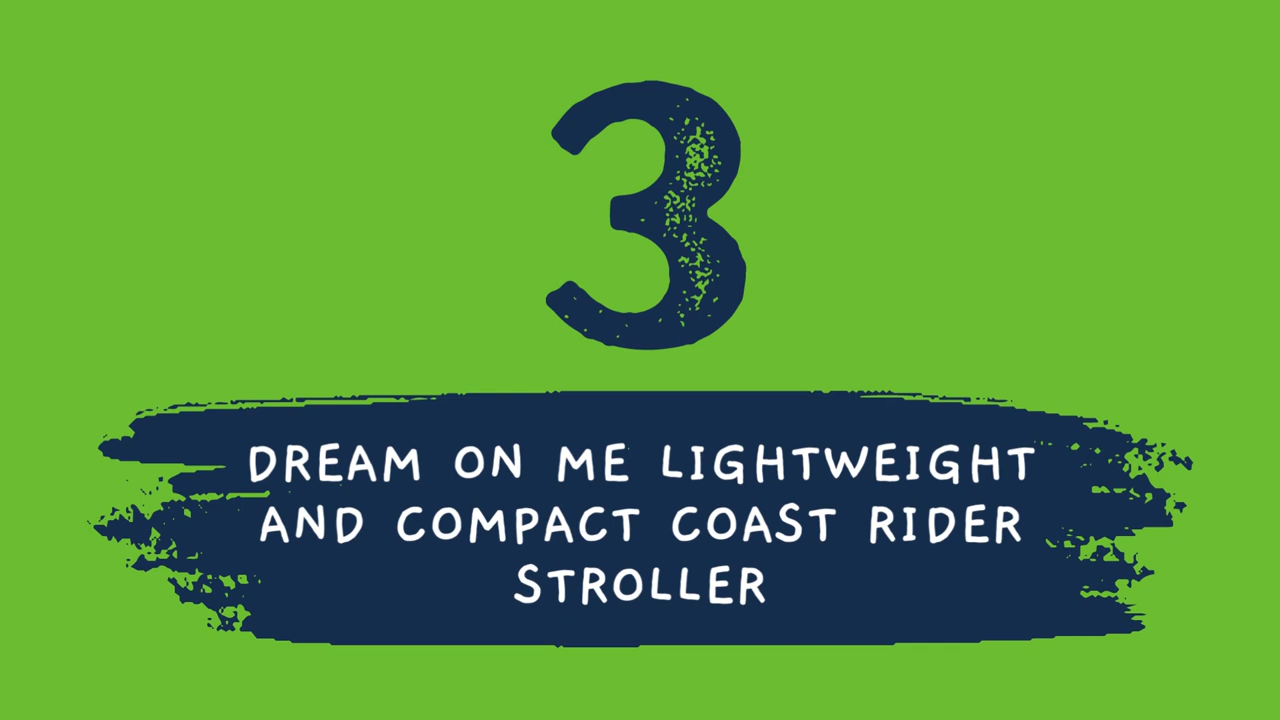 3
DREAM ON ME LIGHTWEIGHT
AND COMPACT COAST RIDER
STROLLER